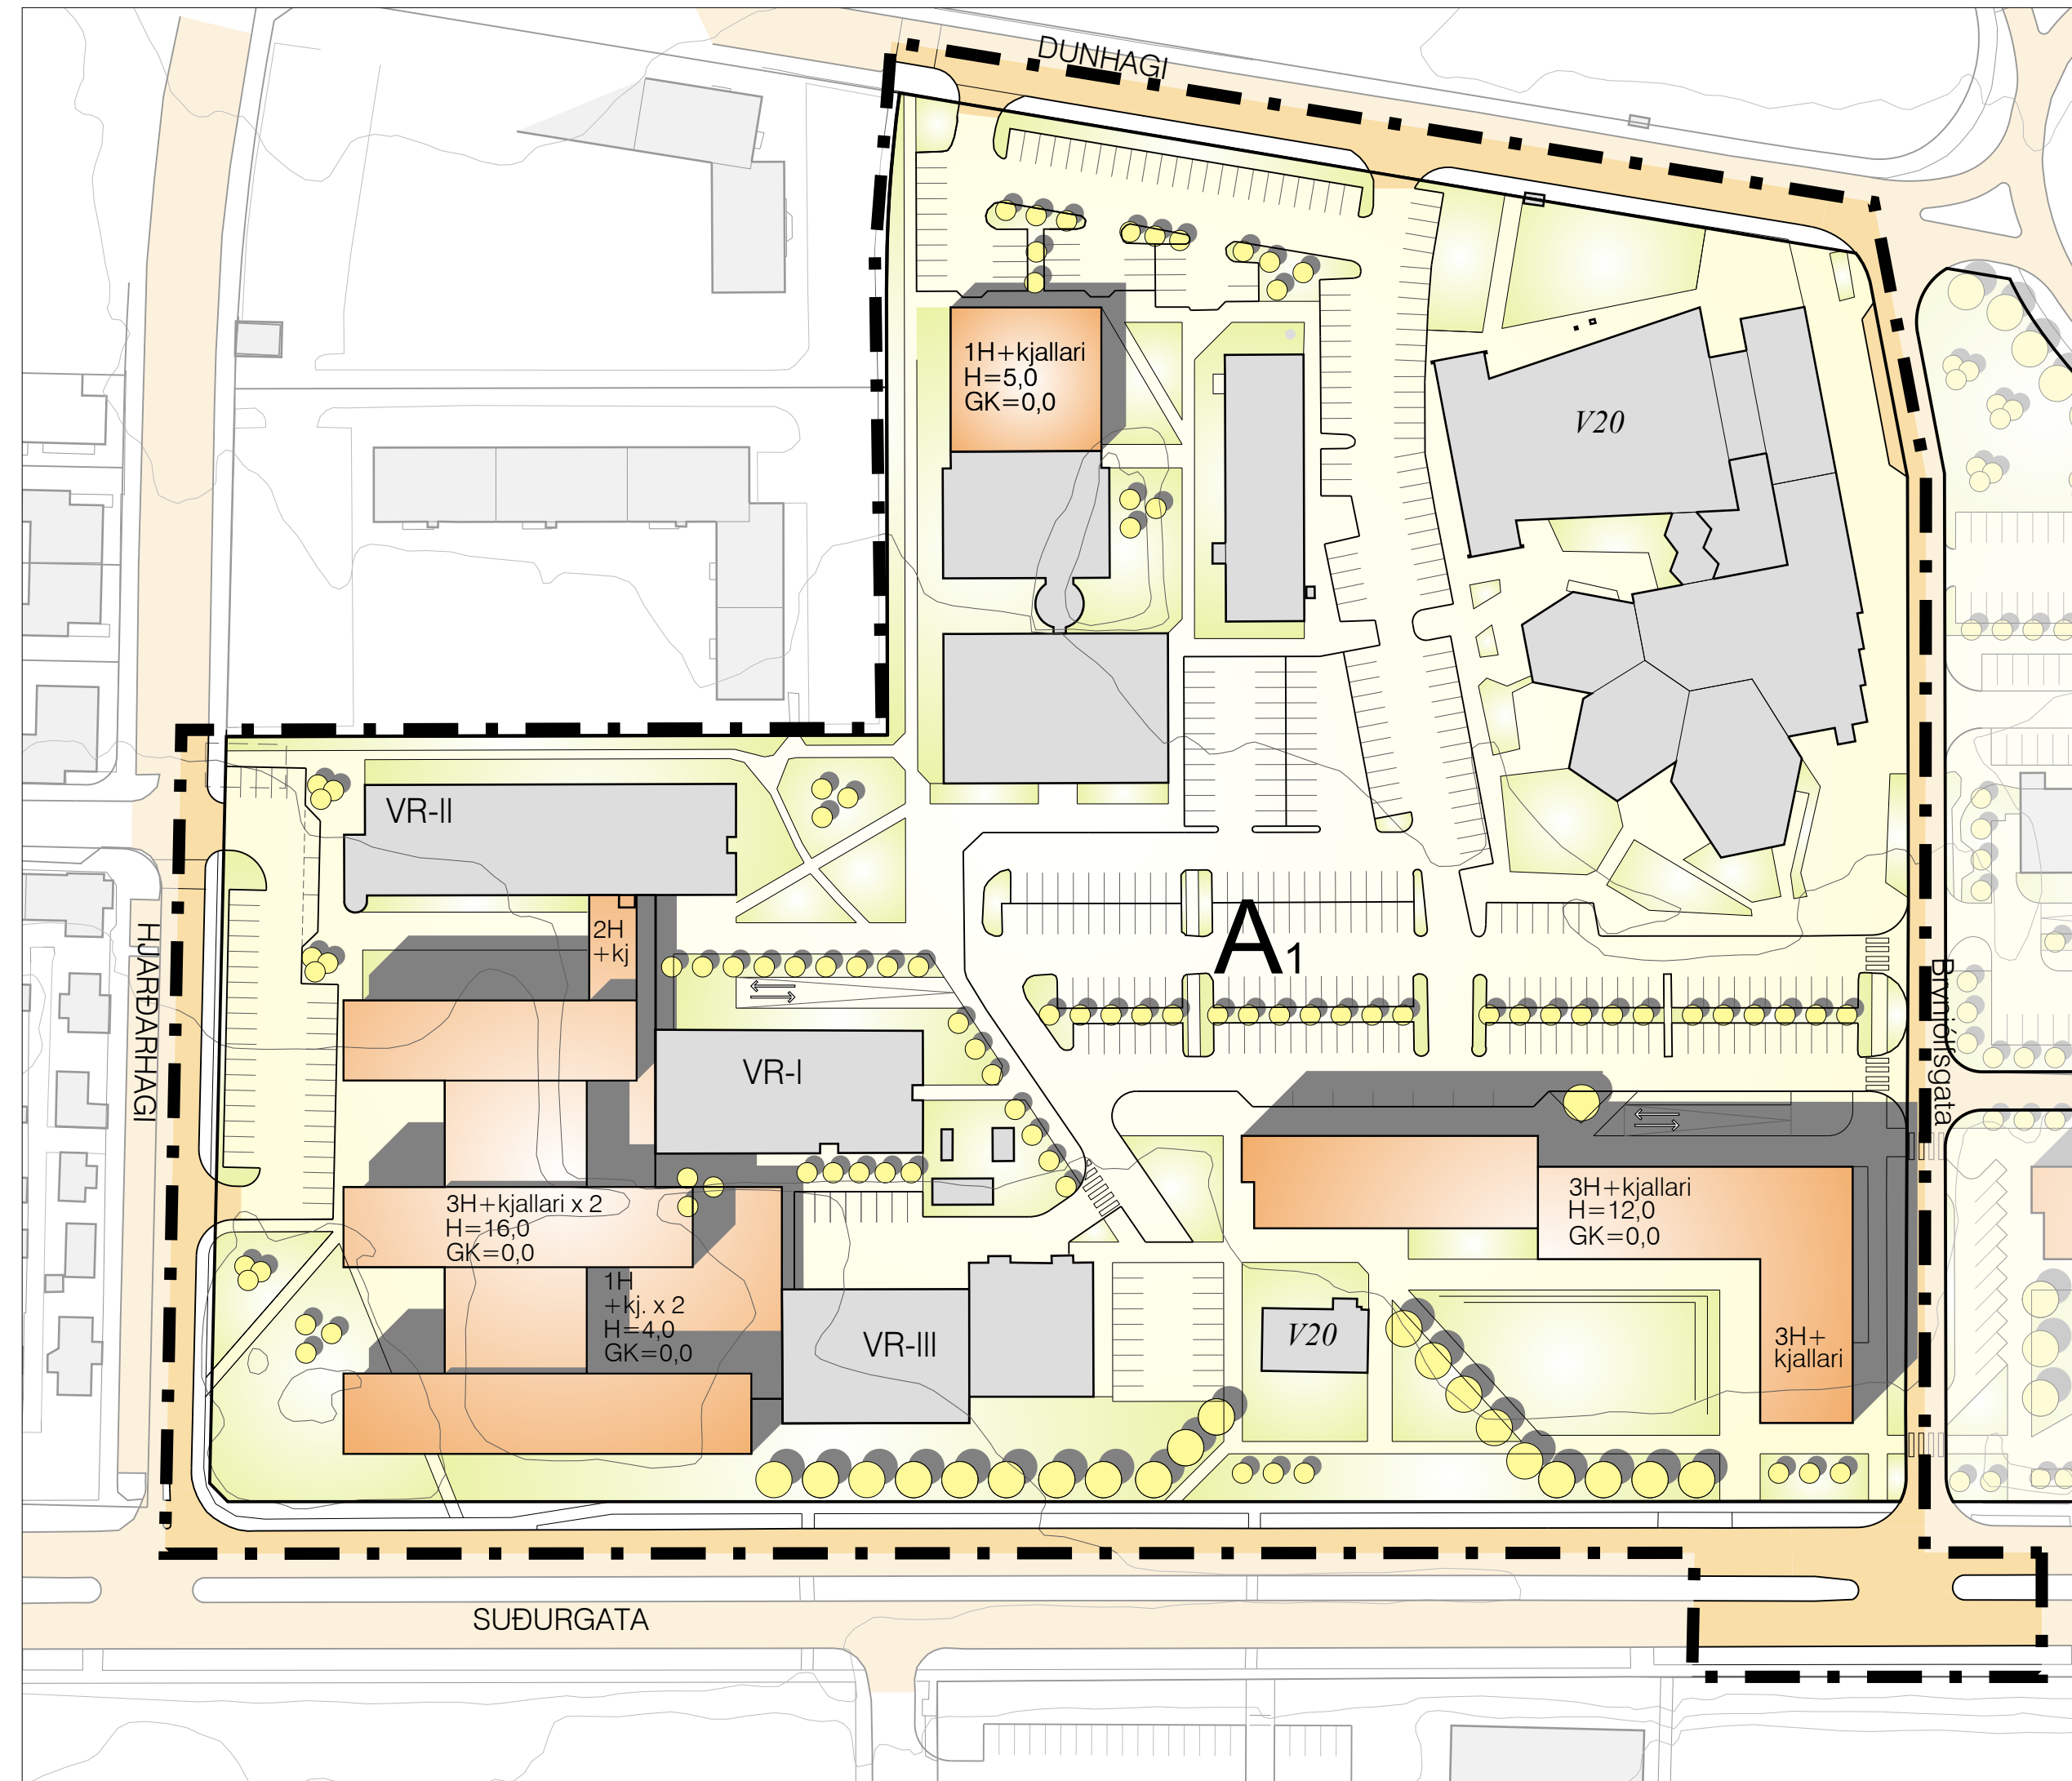 DUNHAGI
1H+kjallari
H=5,0
GK=0,0
V20
VR-II
2H
+kj
HJARÐARHAGI
A1
Brynjólfsgata
VR-I
3H+kjallari x 2
H=16,0
GK=0,0
3H+kjallari
H=12,0
GK=0,0
1H
+kj. x 2
H=4,0
GK=0,0
VR-III
V20
3H+
kjallari
SUÐURGATA